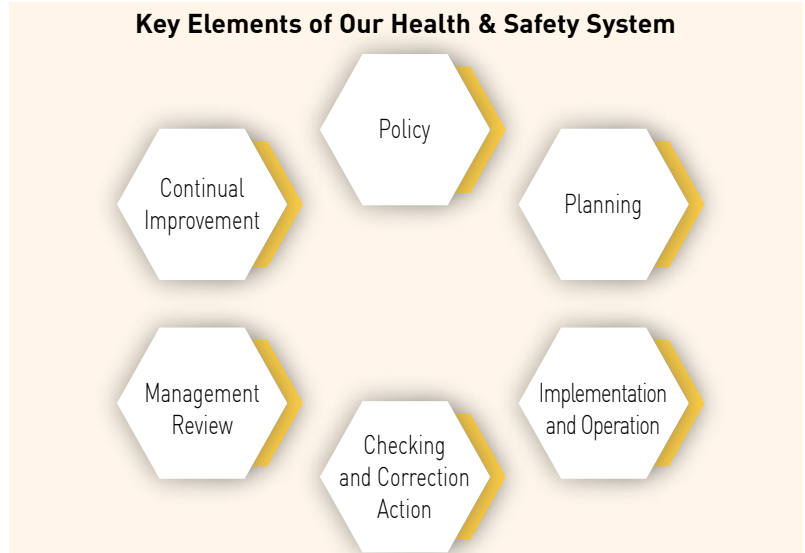 Key Elements of Our Health & Safety System
Policy
Planning
Implementation
and Operation
Checking
and Correction
Action
Management
Review
Continual
Improvement